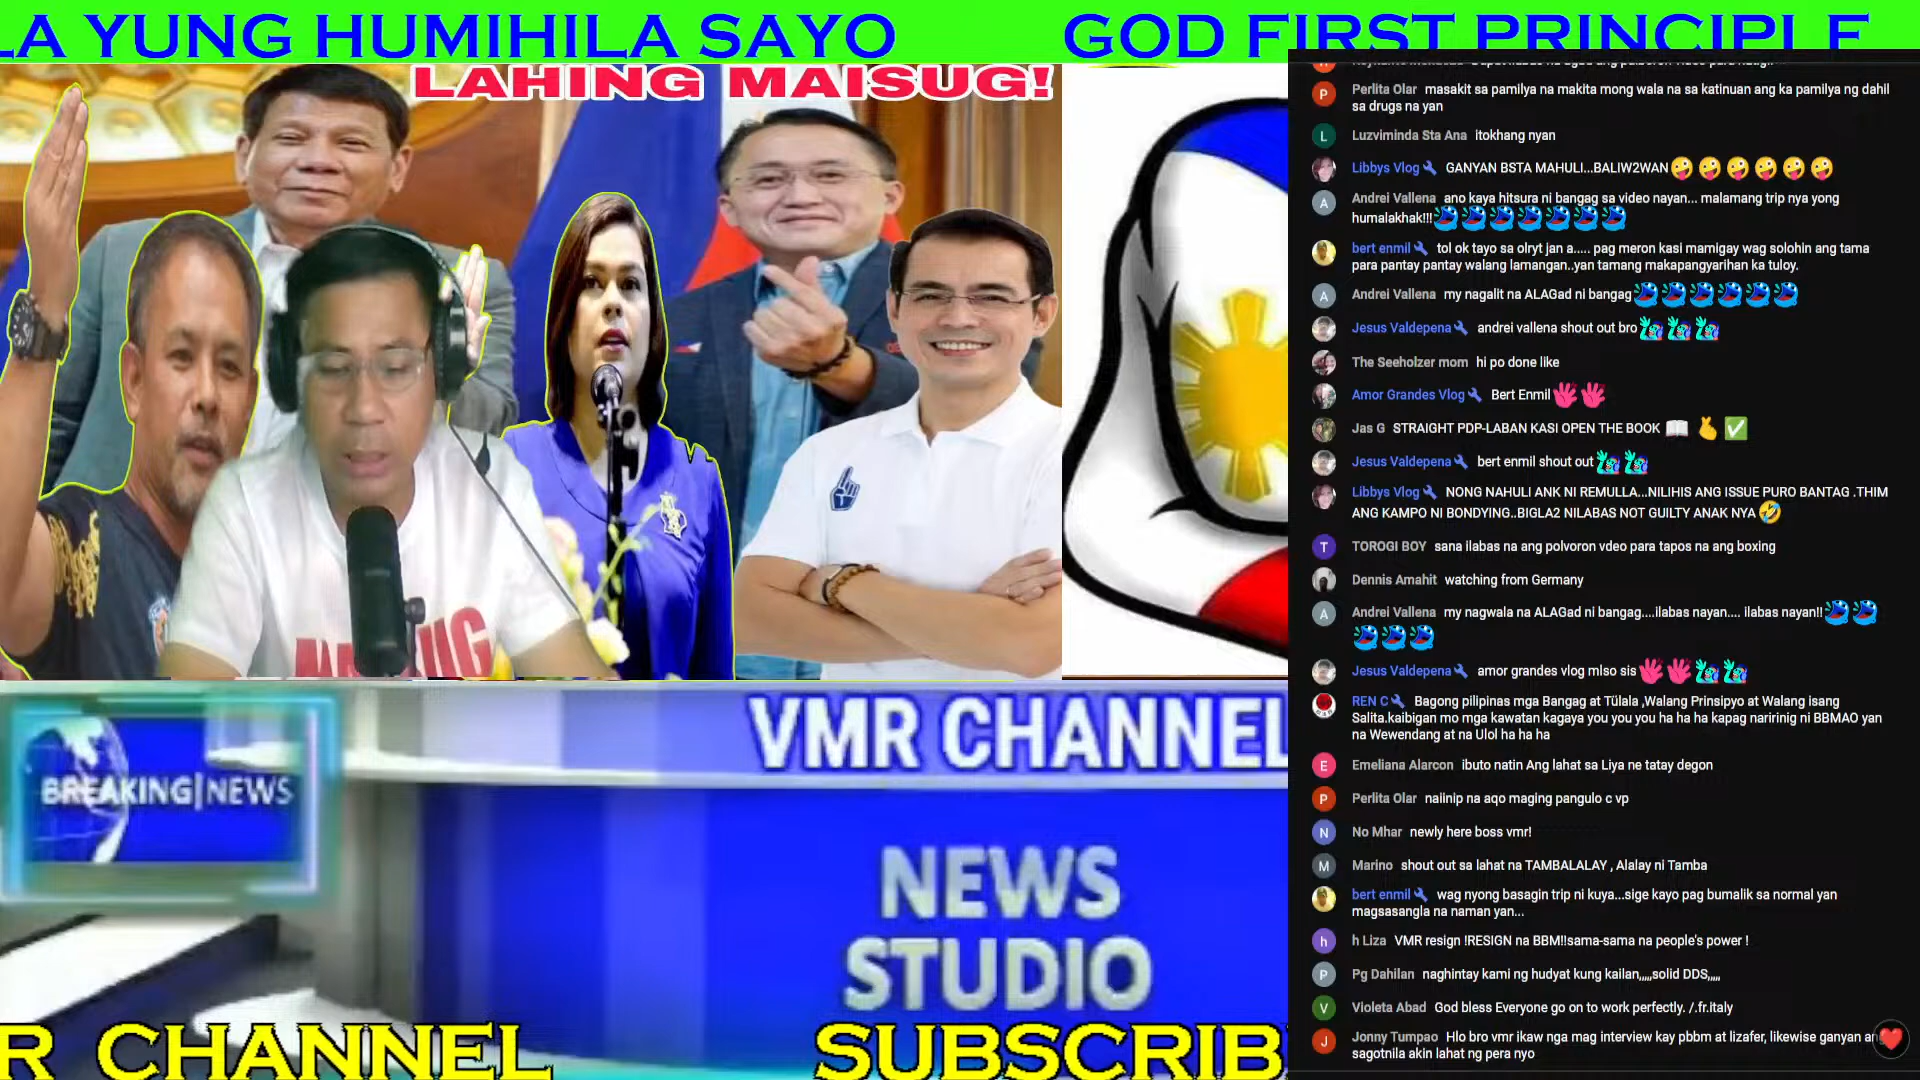 LA YUNG HUMIHILA SAYO GOD FIRST PRINCIPLE
LAHING MAISUG!
BREAKING|NEWS
VMR CHANNEL
NEWS
STUDIO
R CHANNEL SUBSCRIB
Perlita Olar masakit sa pamilya na makita mong wala na sa katinuan ang ka pamilya ng dahil
sa drugs na yan
Luzviminda Sta Ana itokhang nyan
Libbys Vlog GANYAN BSTA MAHULI...BALIW2WAN🤪🤪🤪🤪🤪🤪
Andrei Vallena ano kaya hitsura ni bangag sa video nayan... malamang trip nya yong
humalakhak!!!
bert enmil tol ok tayo sa olryt jan a..... pag meron kasi mamigay wag solohin ang tama
para pantay pantay walang lamangan..yan tamang makapangyarihan ka tuloy.
Andrei Vallena my nagalit na ALAGad ni bangag
Jesus Valdepena andrei vallena shout out bro
The Seeholzer mom hi po done like
Amor Grandes Vlog Bert Enmil
Jas G STRAIGHT PDP-LABAN KASI OPEN THE BOOK 📖 🫰 ✅
Jesus Valdepena bert enmil shout out
Libbys Vlog NONG NAHULI ANK NI REMULLA...NILIHIS ANG ISSUE PURO BANTAG .THIM
ANG KAMPO NI BONDYING..BIGLA2 NILABAS NOT GUILTY ANAK NYA 🤣
TOROGI BOY sana ilabas na ang polvoron vdeo para tapos na ang boxing
Dennis Amahit watching from Germany
Andrei Vallena my nagwala na ALAGad ni bangag....ilabas nayan.... ilabas nayan!!
Jesus Valdepena amor grandes vlog mlso sis
REN C Bagong pilipinas mga Bangag at Tülala ,Walang Prinsipyo at Walang isang
Salita.kaibigan mo mga kawatan kagaya you you you ha ha ha kapag naririnig ni BBMAO yan
na Wewendang at na Ulol ha ha ha
Emeliana Alarcon ibuto natin Ang lahat sa Liya ne tatay degon
Perlita Olar naiinip na aqo maging pangulo c vp
No Mhar newly here boss vmr!
Marino shout out sa lahat na TAMBALALAY , Alalay ni Tamba
bert enmil wag nyong basagin trip ni kuya...sige kayo pag bumalik sa normal yan
magsasangla na naman yan...
h Liza VMR resign !RESIGN na BBM!!sama-sama na people's power !
Pg Dahilan naghintay kami ng hudyat kung kailan,,,,,solid DDS,,,,,
Violeta Abad God bless Everyone go on to work perfectly. /.fr.italy
Jonny Tumpao Hlo bro vmr ikaw nga mag interview kay pbbm at lizafer, likewise ganyan
sagotnila akin lahat ng pera nyo